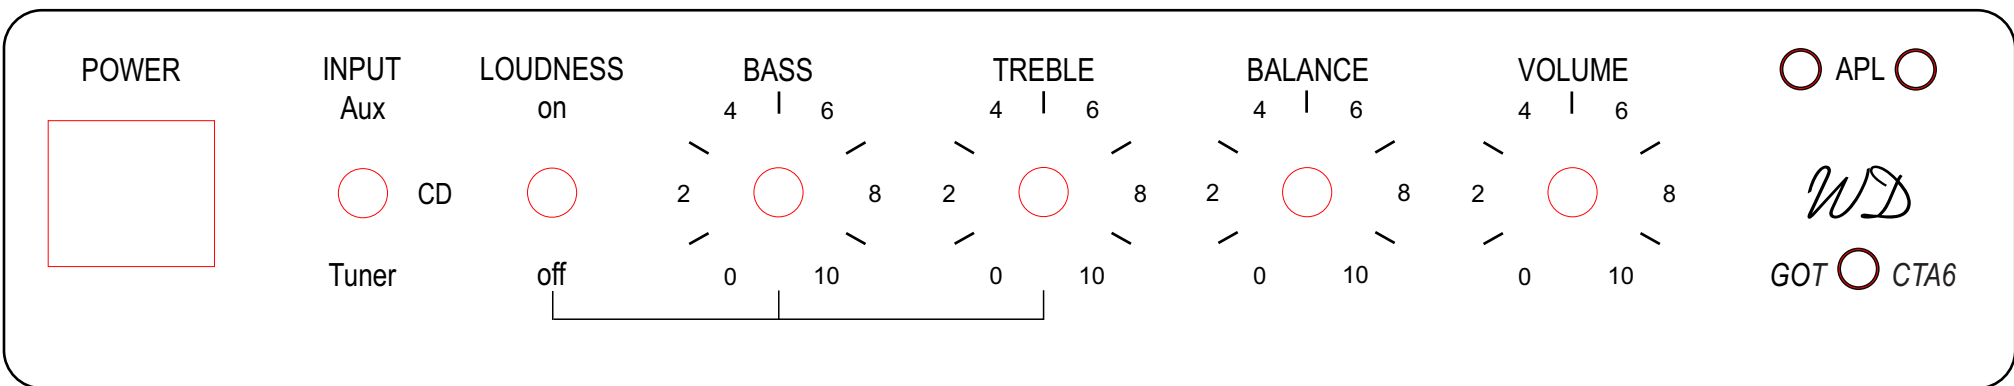 POWER INPUT LOUDNESS BASS TREBLE BALANCE VOLUME APL
Aux on 4 6 4 6 4 6 4 6
CD 2 8 2 8 2 8 2 8 WD
Tuner off 0 10 0 10 0 10 0 10 GOT CTA6